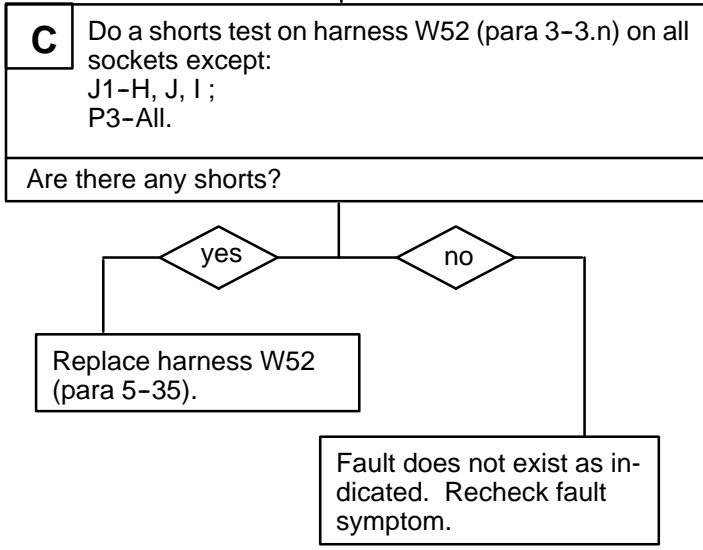 C
Do a shorts test on harness W52 (para 3-3.n) on all
sockets except:
J1-H, J, I ;
P3-All.
Are there any shorts?
yes
no
Replace harness W52
(para 5-35).
Fault does not exist as in-
dicated. Recheck fault
symptom.